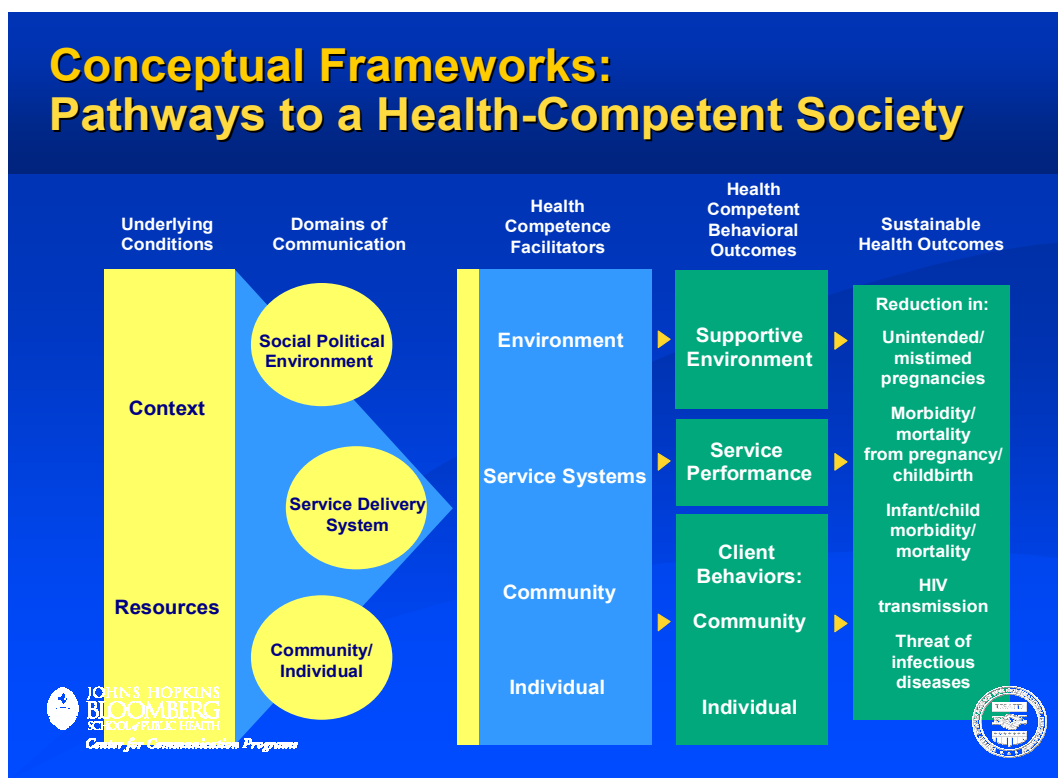 Conceptual Frameworks:
Pathways to a Health-Competent Society
Underlying
Conditions
Domains of
Communication
Health
Competence
Facilitators
Health
Competent
Behavioral
Outcomes
Sustainable
Health Outcomes
Context
Resources
Social Political
Environment
Service Delivery
System
Community/
Individual
Environment
Service Systems
Community
Individual
Supportive
Environment
Service
Performance
Client
Behaviors:
Community
Individual
Reduction in:
Unintended/
mistimed
pregnancies
Morbidity/
mortality
from pregnancy/
childbirth
Infant/child
morbidity/
mortality
HIV
transmission
Threat of
infectious
diseases
JOHNS HOPKINS
BLOOMBERG
SCHOOL of PUBLIC HEALTH
Center for Communication Programs
USAID